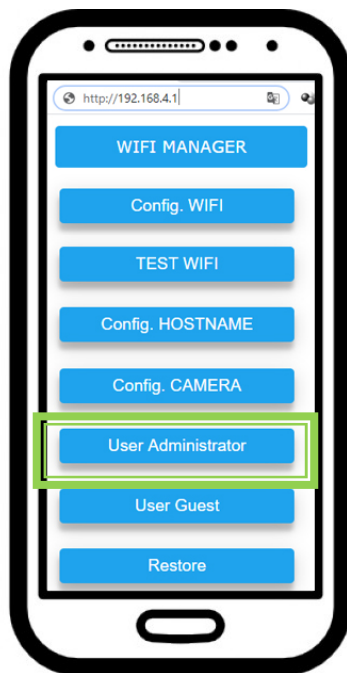 http://192.168.4.1
WIFI MANAGER
Config. WIFI
TEST WIFI
Config. HOSTNAME
Config. CAMERA
User Administrator
User Guest
Restore